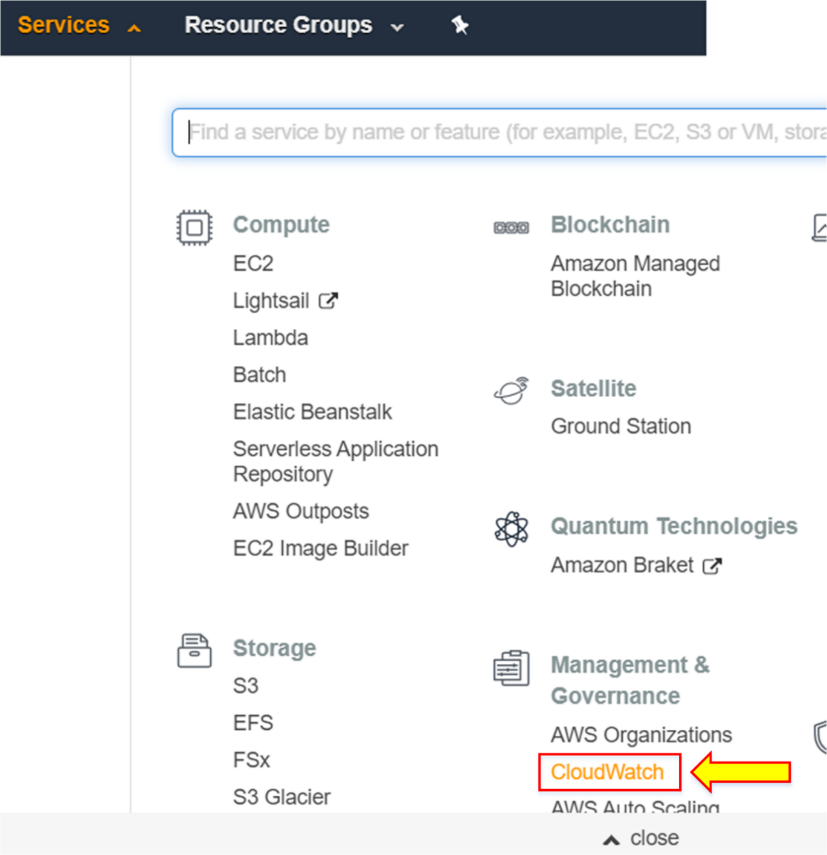 Services
Resource Groups
Find a service by name or feature (for example, EC2, S3 or VM, stora
Compute
EC2
Lightsail
Lambda
Batch
Elastic Beanstalk
Serverless Application
Repository
AWS Outposts
EC2 Image Builder
Storage
S3
EFS
FSx
S3 Glacier
Blockchain
Amazon Managed
Blockchain
Satellite
Ground Station
Quantum Technologies
Amazon Braket
Management &
Governance
AWS Organizations
CloudWatch
AWS Auto Scaling
close